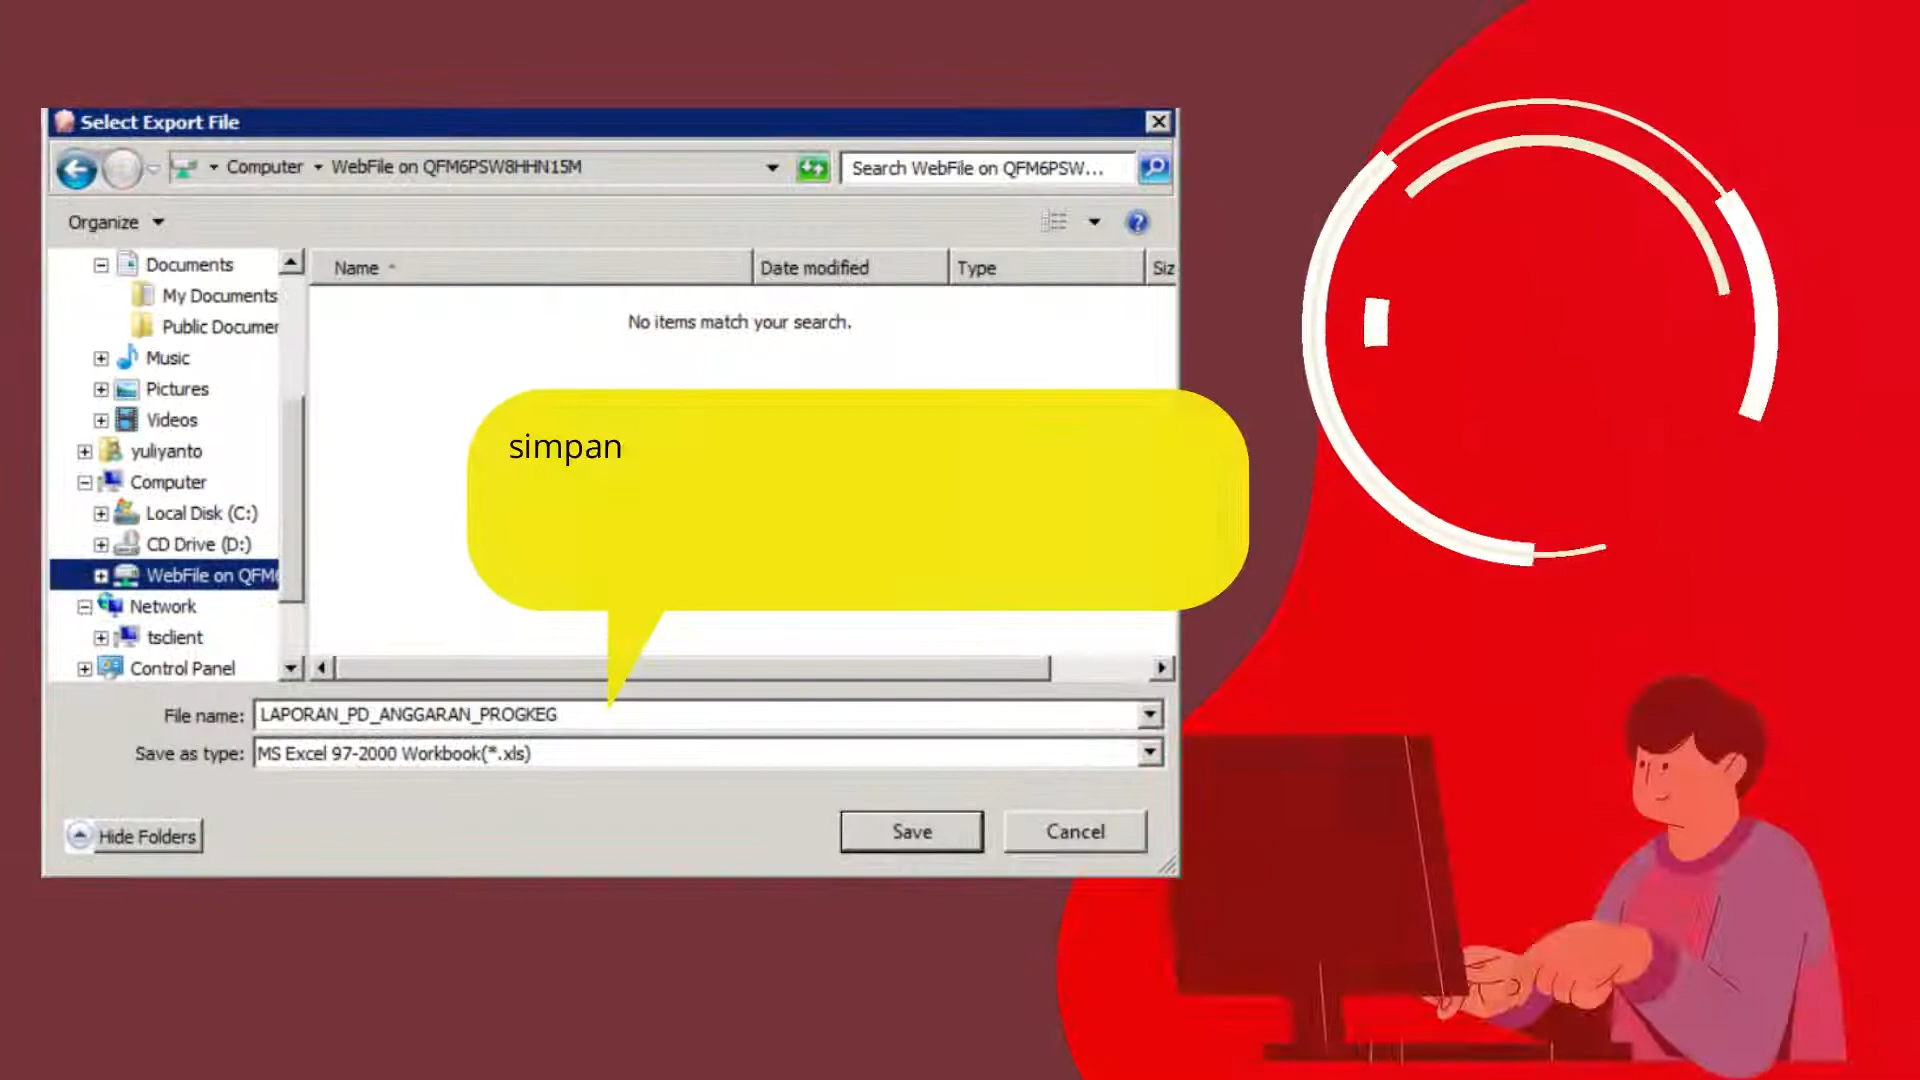 Select Export File
Computer WebFile on QFM6PSW8HHN15M
Search WebFile on QFM6PSW...
Organize
Name Date modified Type Siz
Documents
My Documents
Public Documer
Music
Pictures
Videos
yuliyanto
Computer
Local Disk (C:)
CD Drive (D:)
WebFile on QFM6
Network
tsclient
Control Panel
No items match your search.
simpan
File name: LAPORAN_PD_ANGGARAN_PROGKEG
Save as type: MS Excel 97-2000 Workbook(*.xls)
Hide Folders
Save
Cancel